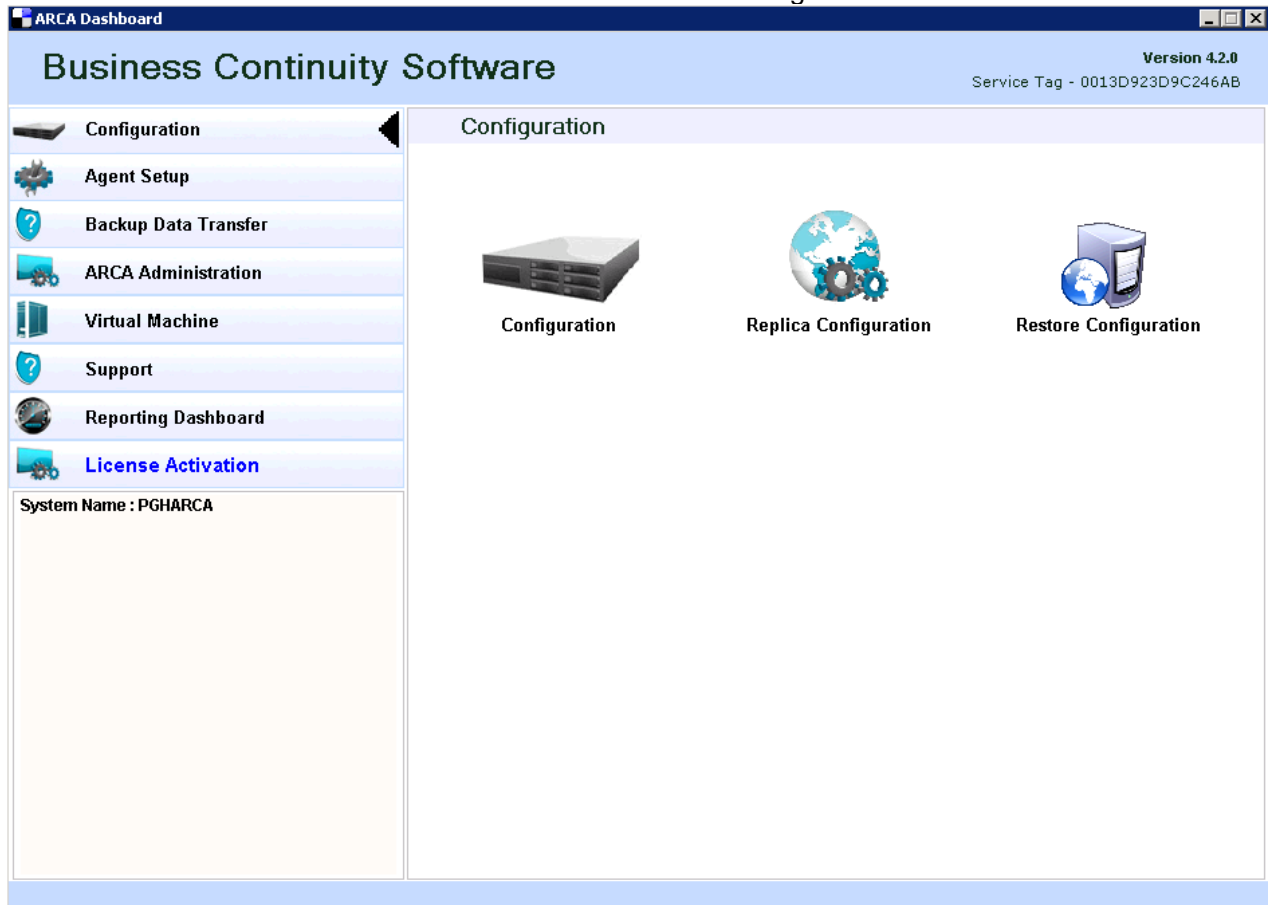 ARCA Dashboard
Business Continuity Software
Version 4.2.0
Service Tag - 0013D923D9C246AB
Configuration
Agent Setup
Backup Data Transfer
ARCA Administration
Virtual Machine
Support
Reporting Dashboard
License Activation
System Name : PGHARCA
Configuration
Configuration
Replica Configuration
Restore Configuration